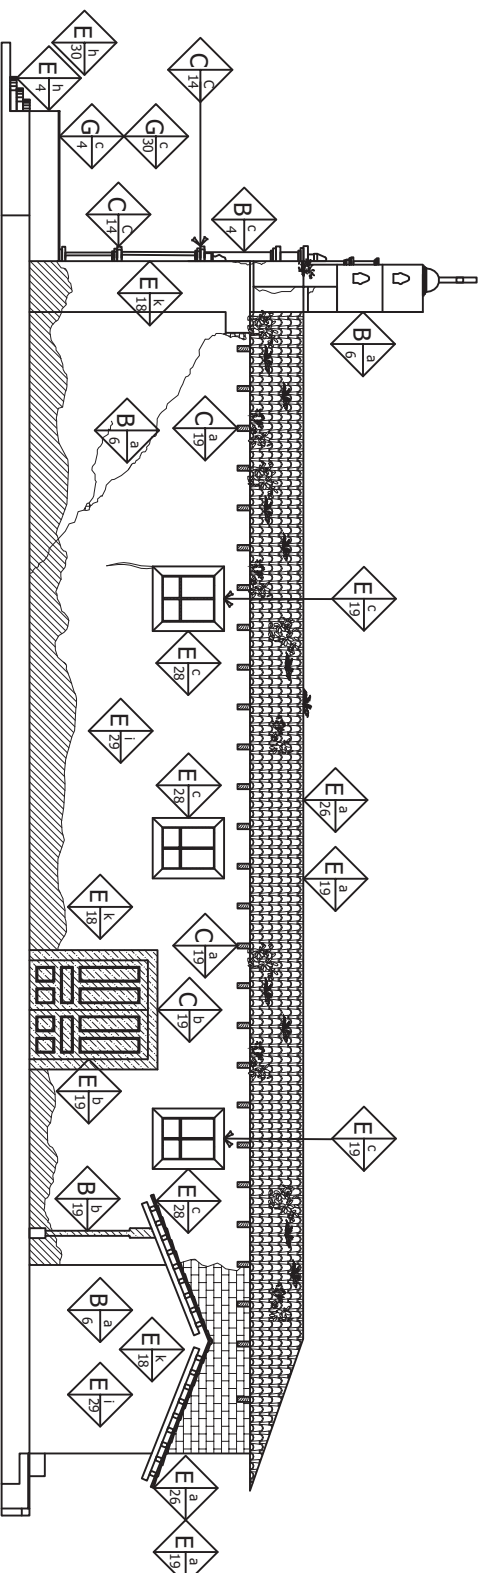 E h 30
E h 4
C C 14
G c 4
G c 30
C C 14
B c 4
E k 18
B a 6
B a 6
C a 19
E c 19
E c 28
E i 29
E c 28
E a 26
E a 19
E k 18
C a 19
C b 19
E b 19
E c 19
B b 19
E c 28
B a 6
E k 18
E i 29
E a 26
E a 19